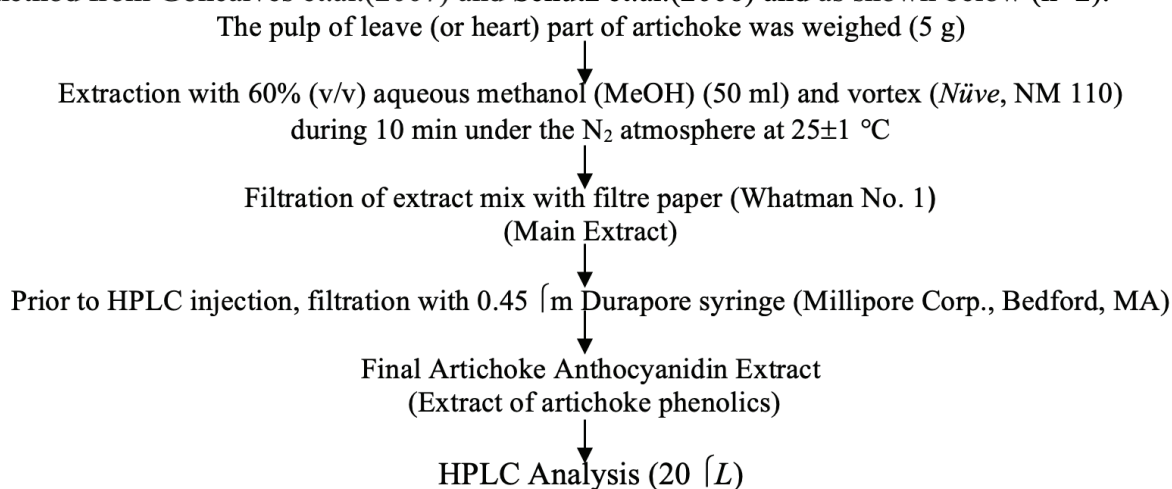 The pulp of leave (or heart) part of artichoke was weighed (5 g)
Extraction with 60% (v/v) aqueous methanol (MeOH) (50 ml) and vortex (Nüve, NM 110)
during 10 min under the N₂ atmosphere at 25±1 °C
Filtration of extract mix with filtre paper (Whatman No. 1)
(Main Extract)
Prior to HPLC injection, filtration with 0.45 ⌠m Durapore syringe (Millipore Corp., Bedford, MA)
Final Artichoke Anthocyanidin Extract
(Extract of artichoke phenolics)
HPLC Analysis (20 ⌠L)